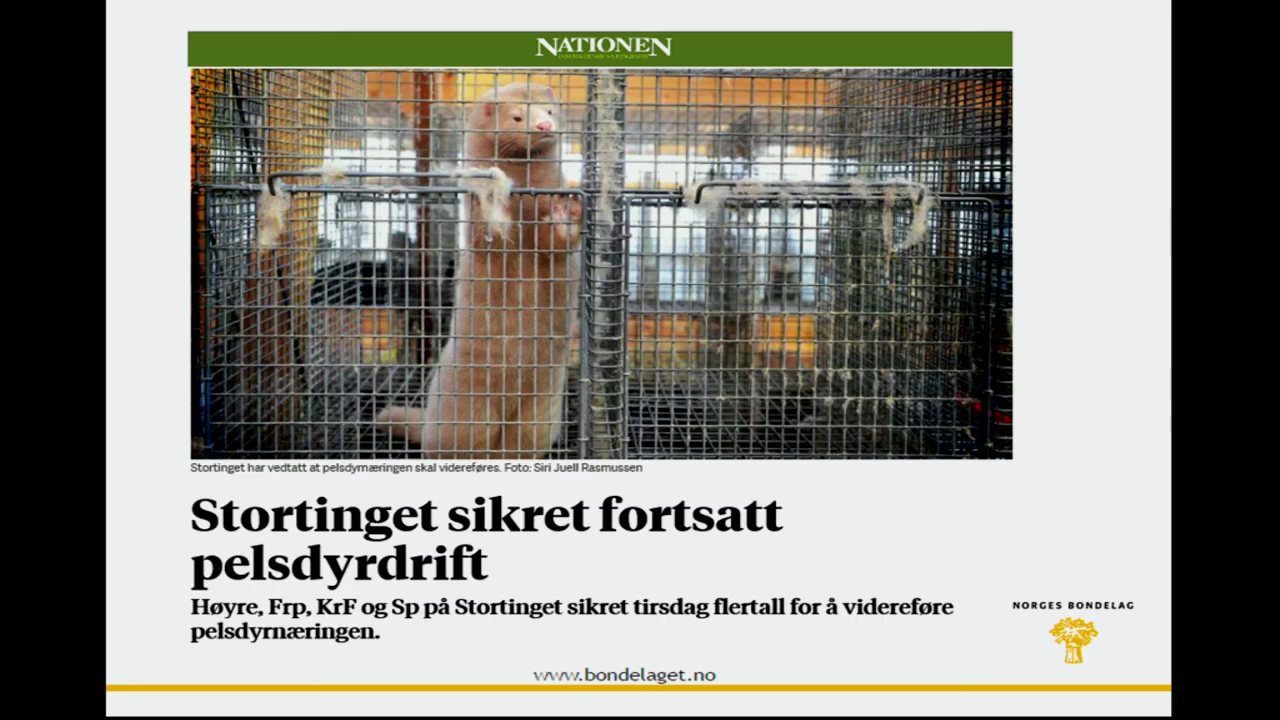 NATIONEN
Stortinget har vedtatt at pelsdyrnæringen skal videreføres. Foto: Siri Juell Rasmussen
Stortinget sikret fortsatt
pelsdyrdrift
Høyre, Frp, KrF og Sp på Stortinget sikret tirsdag flertall for å videreføre
pelsdyrnæringen.
NORGES BONDELAG
www.bondelaget.no